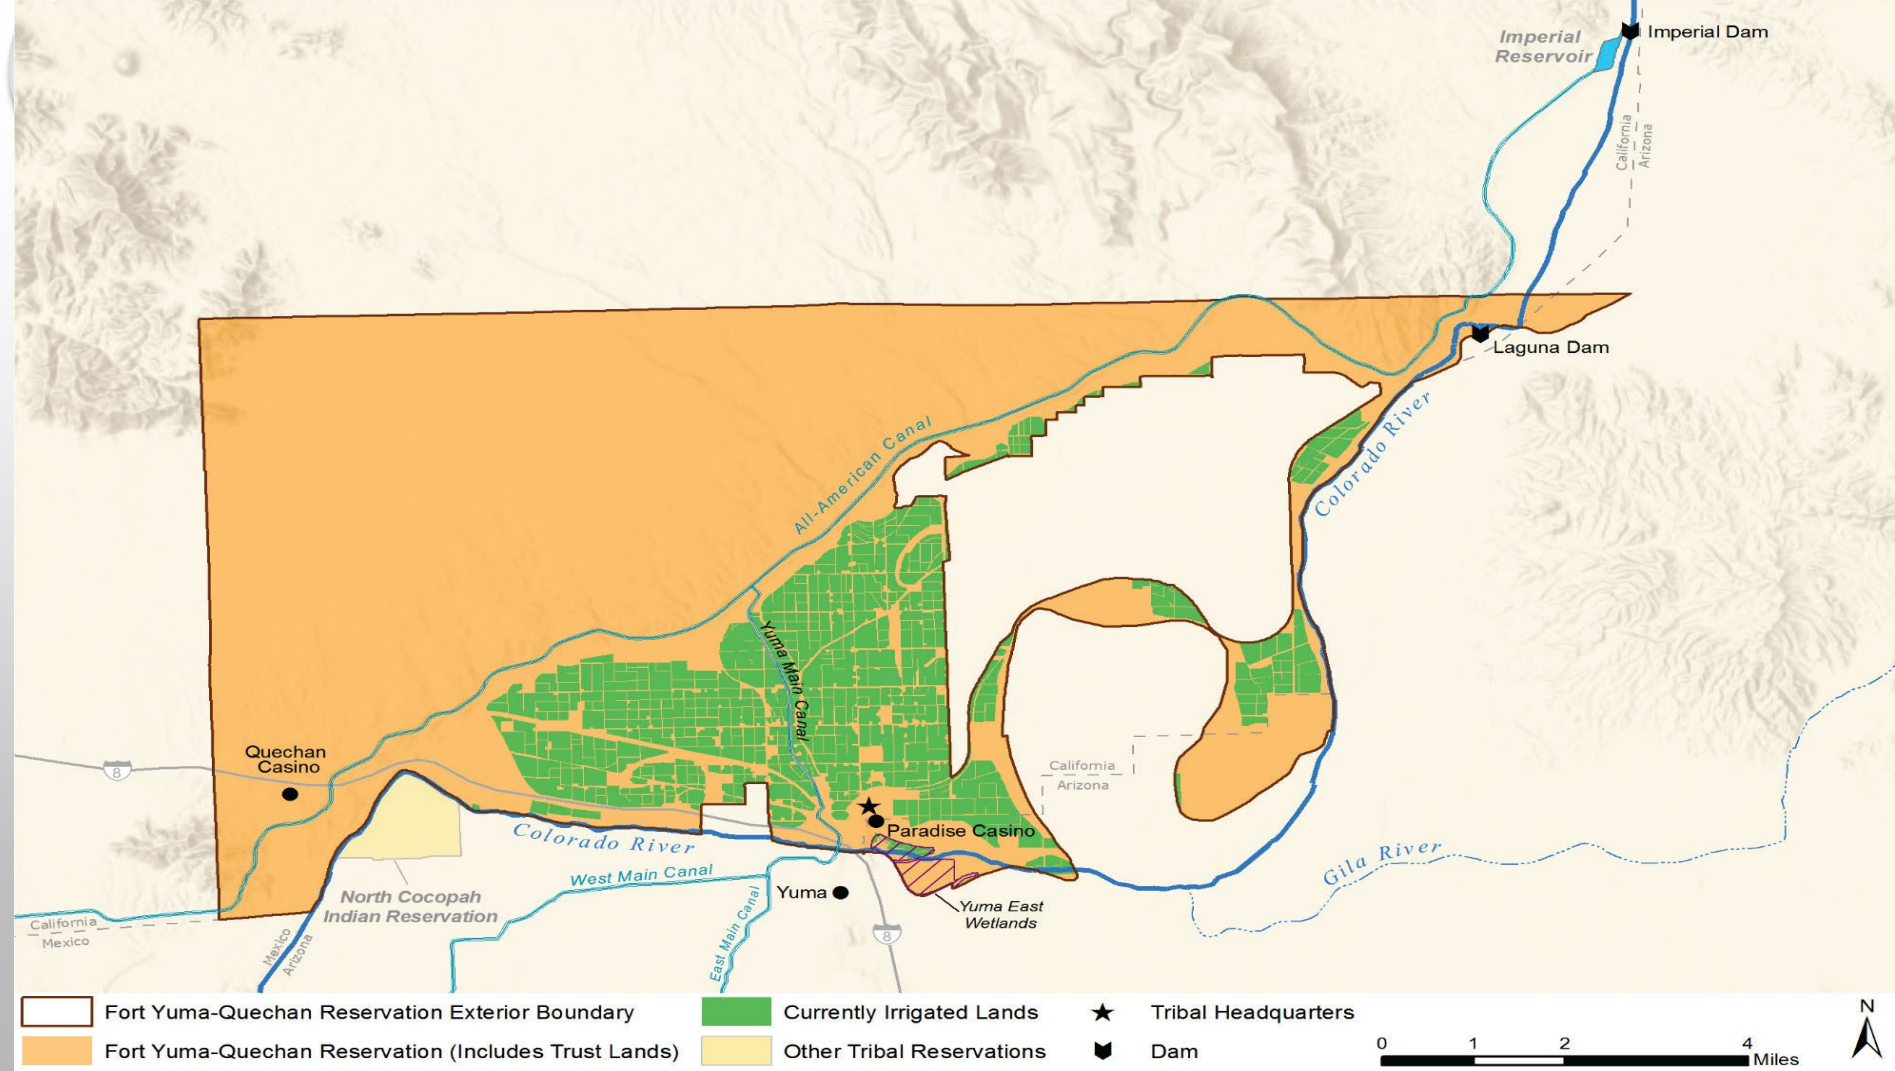 Imperial
Reservoir
Imperial Dam
California
Arizona
Laguna Dam
Colorado River
All-American Canal
Yuma Main Canal
Quechan
Casino
8
California
Arizona
Paradise Casino
Colorado River
Gila River
West Main Canal
North Cocopah
Indian Reservation
Yuma
East Main Canal
Yuma East
Wetlands
8
California
Mexico
Mexico
Arizona
Fort Yuma-Quechan Reservation Exterior Boundary
Currently Irrigated Lands
Tribal Headquarters
Fort Yuma-Quechan Reservation (Includes Trust Lands)
Other Tribal Reservations
Dam
0 1 2 4
Miles
N